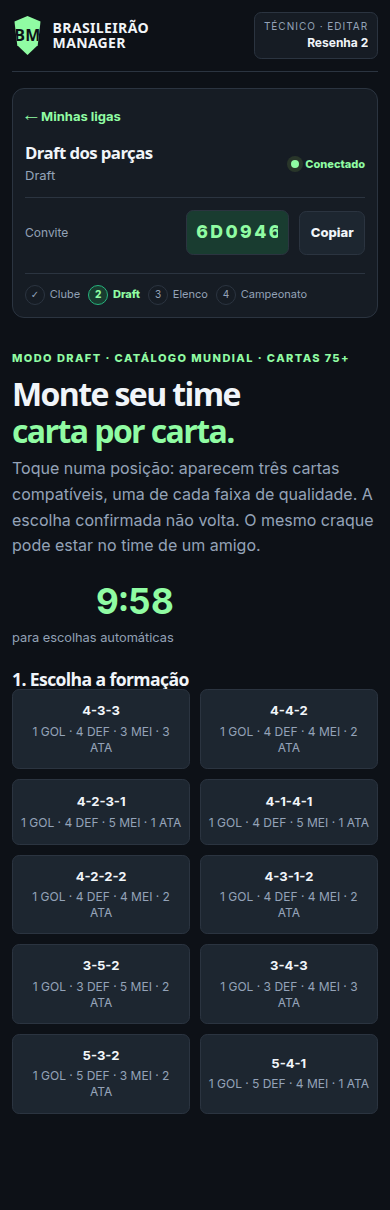 BM
BRASILEIRÃO
MANAGER
TÉCNICO · EDITAR
Resenha 2
← Minhas ligas
Draft dos parças
Draft
Conectado
Convite
6D0946
Copiar
✓ Clube 2 Draft 3 Elenco 4 Campeonato
MODO DRAFT · CATÁLOGO MUNDIAL · CARTAS 75+
Monte seu time
carta por carta.
Toque numa posição: aparecem três cartas
compatíveis, uma de cada faixa de qualidade. A
escolha confirmada não volta. O mesmo craque
pode estar no time de um amigo.
9:58
para escolhas automáticas
1. Escolha a formação
4-3-3
1 GOL · 4 DEF · 3 MEI · 3
ATA
4-4-2
1 GOL · 4 DEF · 4 MEI · 2
ATA
4-2-3-1
1 GOL · 4 DEF · 5 MEI · 1 ATA
4-1-4-1
1 GOL · 4 DEF · 5 MEI · 1 ATA
4-2-2-2
1 GOL · 4 DEF · 4 MEI · 2
ATA
4-3-1-2
1 GOL · 4 DEF · 4 MEI · 2
ATA
3-5-2
1 GOL · 3 DEF · 5 MEI · 2
ATA
3-4-3
1 GOL · 3 DEF · 4 MEI · 3
ATA
5-3-2
1 GOL · 5 DEF · 3 MEI · 2
ATA
5-4-1
1 GOL · 5 DEF · 4 MEI · 1 ATA